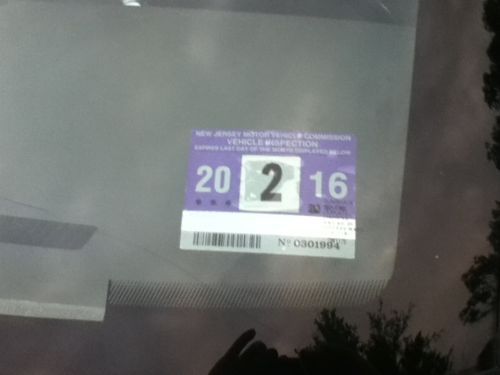 NEW JERSEY MOTOR VEHICLE COMMISSION
VEHICLE INSPECTION
EXPIRES LAST DAY OF THE MONTH DISPLAYED BELOW
20 2 16
Nº 0301994